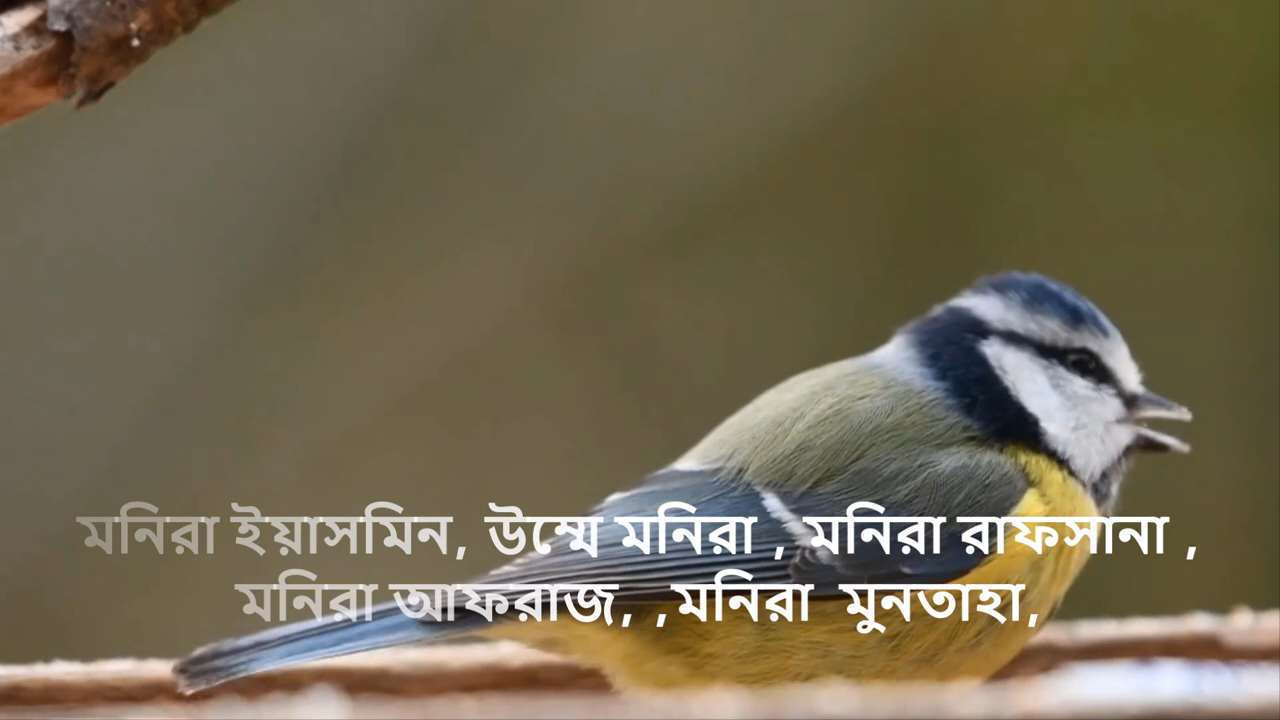 মনিরা ইয়াসমিন, উম্মে মনিরা , মনিরা রাফসানা ,
মনিরা আফরাজ, ,মনিরা মুনতাহা,